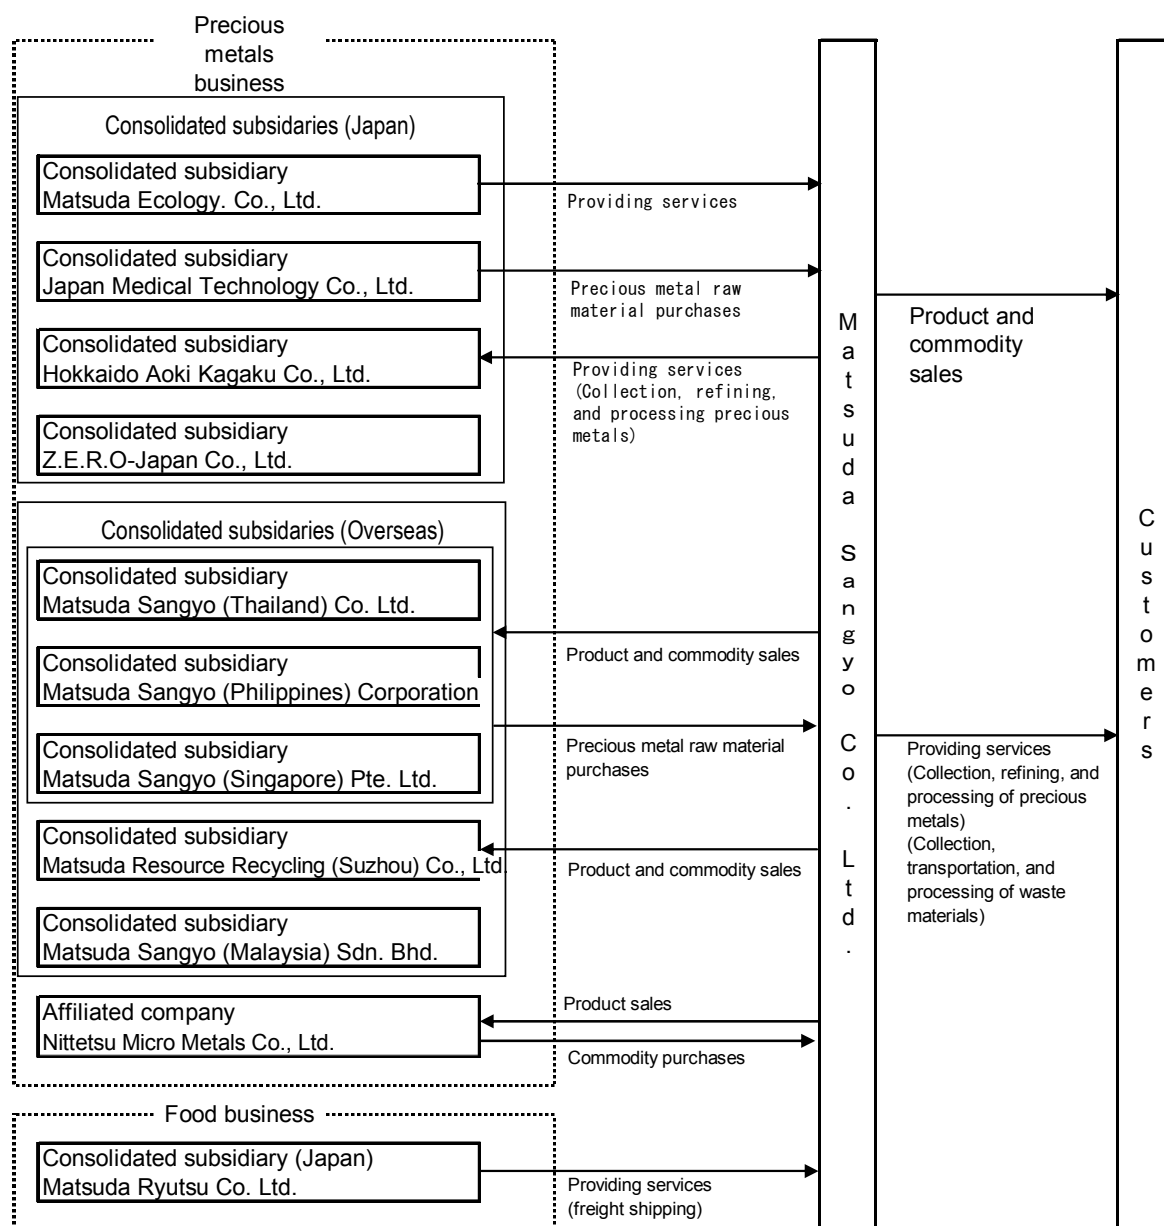 Precious
metals
business
Consolidated subsidaries (Japan)
Consolidated subsidiary
Matsuda Ecology. Co., Ltd.
Providing services
Consolidated subsidiary
Japan Medical Technology Co., Ltd.
Precious metal raw
material purchases
Consolidated subsidiary
Hokkaido Aoki Kagaku Co., Ltd.
Providing services
(Collection, refining,
and processing precious
metals)
Consolidated subsidiary
Z.E.R.O-Japan Co., Ltd.
Consolidated subsidaries (Overseas)
Consolidated subsidiary
Matsuda Sangyo (Thailand) Co. Ltd.
Product and commodity sales
Consolidated subsidiary
Matsuda Sangyo (Philippines) Corporation
Consolidated subsidiary
Matsuda Sangyo (Singapore) Pte. Ltd.
Precious metal raw material
purchases
Consolidated subsidiary
Matsuda Resource Recycling (Suzhou) Co., Ltd.
Product and commodity sales
Consolidated subsidiary
Matsuda Sangyo (Malaysia) Sdn. Bhd.
Affiliated company
Nittetsu Micro Metals Co., Ltd.
Product sales
Commodity purchases
Food business
Consolidated subsidiary (Japan)
Matsuda Ryutsu Co. Ltd.
Providing services
(freight shipping)
Matsuda Sangyo Co. Ltd.
Product and
commodity
sales
Providing services
(Collection, refining, and
processing of precious
metals)
(Collection,
transportation, and
processing of waste
materials)
Customers